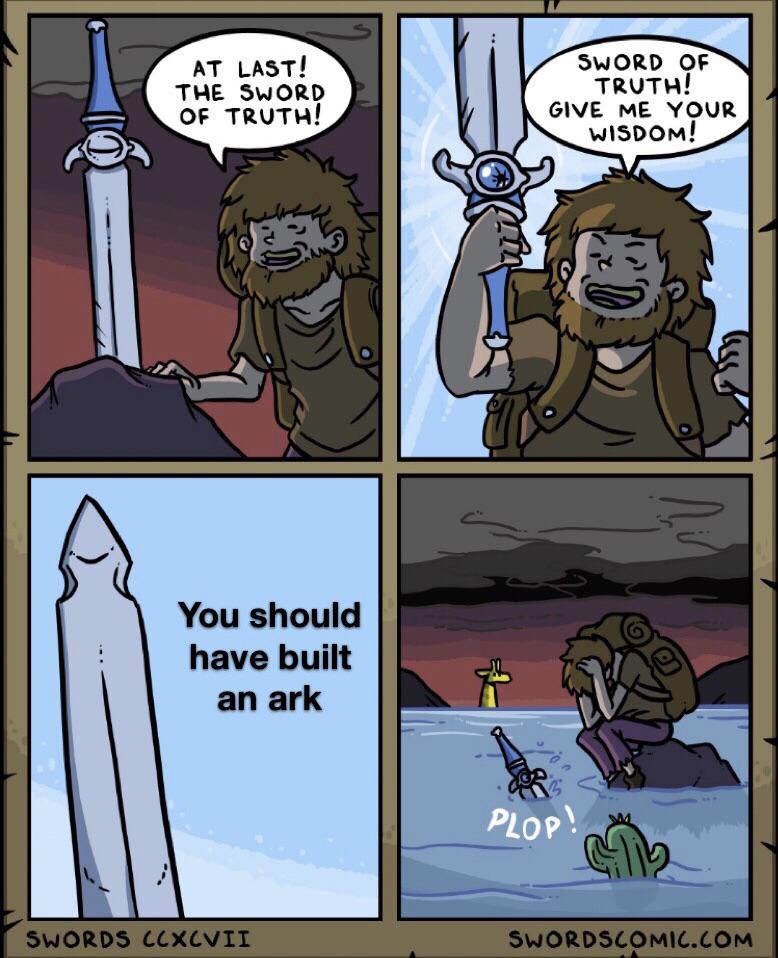 AT LAST!
THE SWORD
OF TRUTH!
SWORD OF
TRUTH!
GIVE ME YOUR
WISDOM!
You should
have built
an ark
PLOP!
SWORDS CCXCVII
SWORDSCOMIC.COM